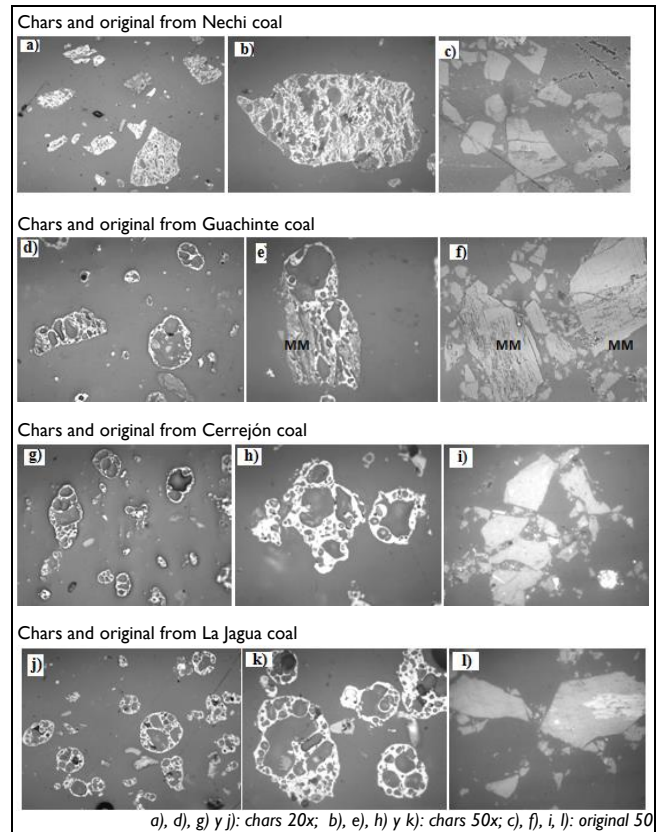 Chars and original from Nechi coal
a) b) c)
Chars and original from Guachinte coal
d) e) f)
MM MM MM
Chars and original from Cerrejón coal
g) h) i)
Chars and original from La Jagua coal
j) k) l)
a), d), g) y j): chars 20x; b), e), h) y k): chars 50x; c), f), i, l): original 50